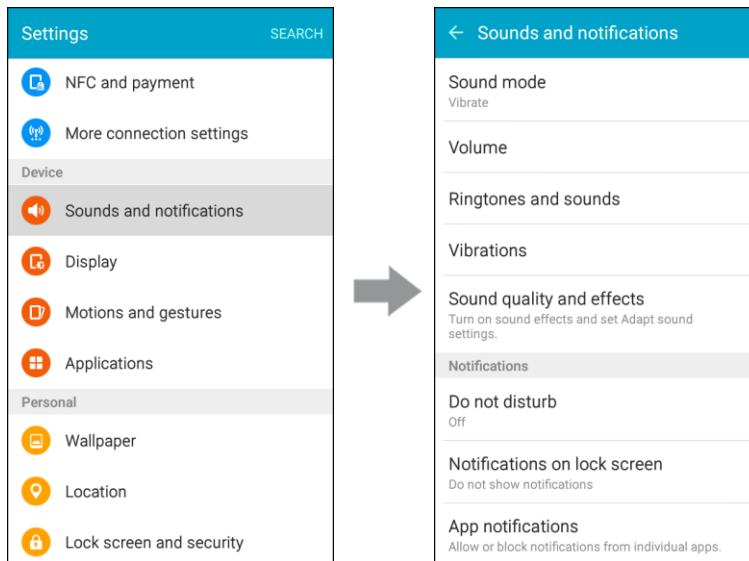 Settings
SEARCH
NFC and payment
More connection settings
Device
Sounds and notifications
Display
Motions and gestures
Applications
Personal
Wallpaper
Location
Lock screen and security
Sounds and notifications
Sound mode
Vibrate
Volume
Ringtones and sounds
Vibrations
Sound quality and effects
Turn on sound effects and set Adapt sound
settings.
Notifications
Do not disturb
Off
Notifications on lock screen
Do not show notifications
App notifications
Allow or block notifications from individual apps.